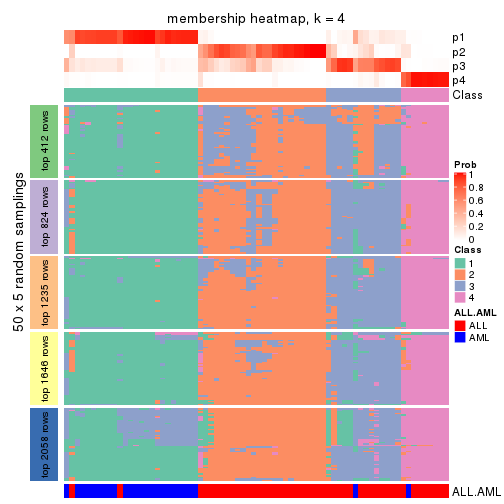 membership heatmap, k = 4
p1
p2
p3
p4
Class
50 x 5 random samplings
top 412 rows
top 824 rows
top 1235 rows
top 1646 rows
top 2058 rows
Prob
1
0.8
0.6
0.4
0.2
0
Class
1
2
3
4
ALL.AML
ALL
AML
ALL.AML